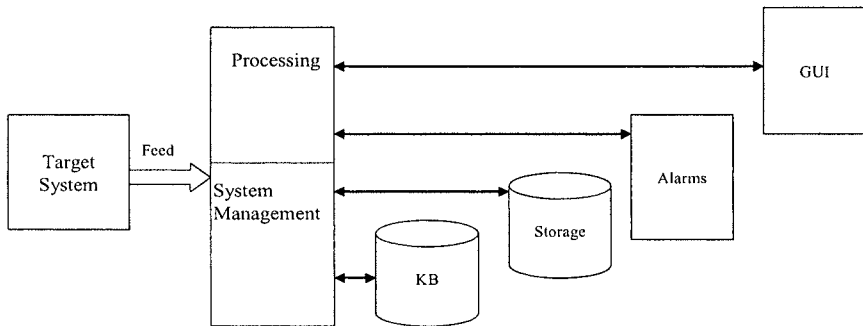 Processing
GUI
Feed
Target
System
Alarms
System
Management
Storage
KB